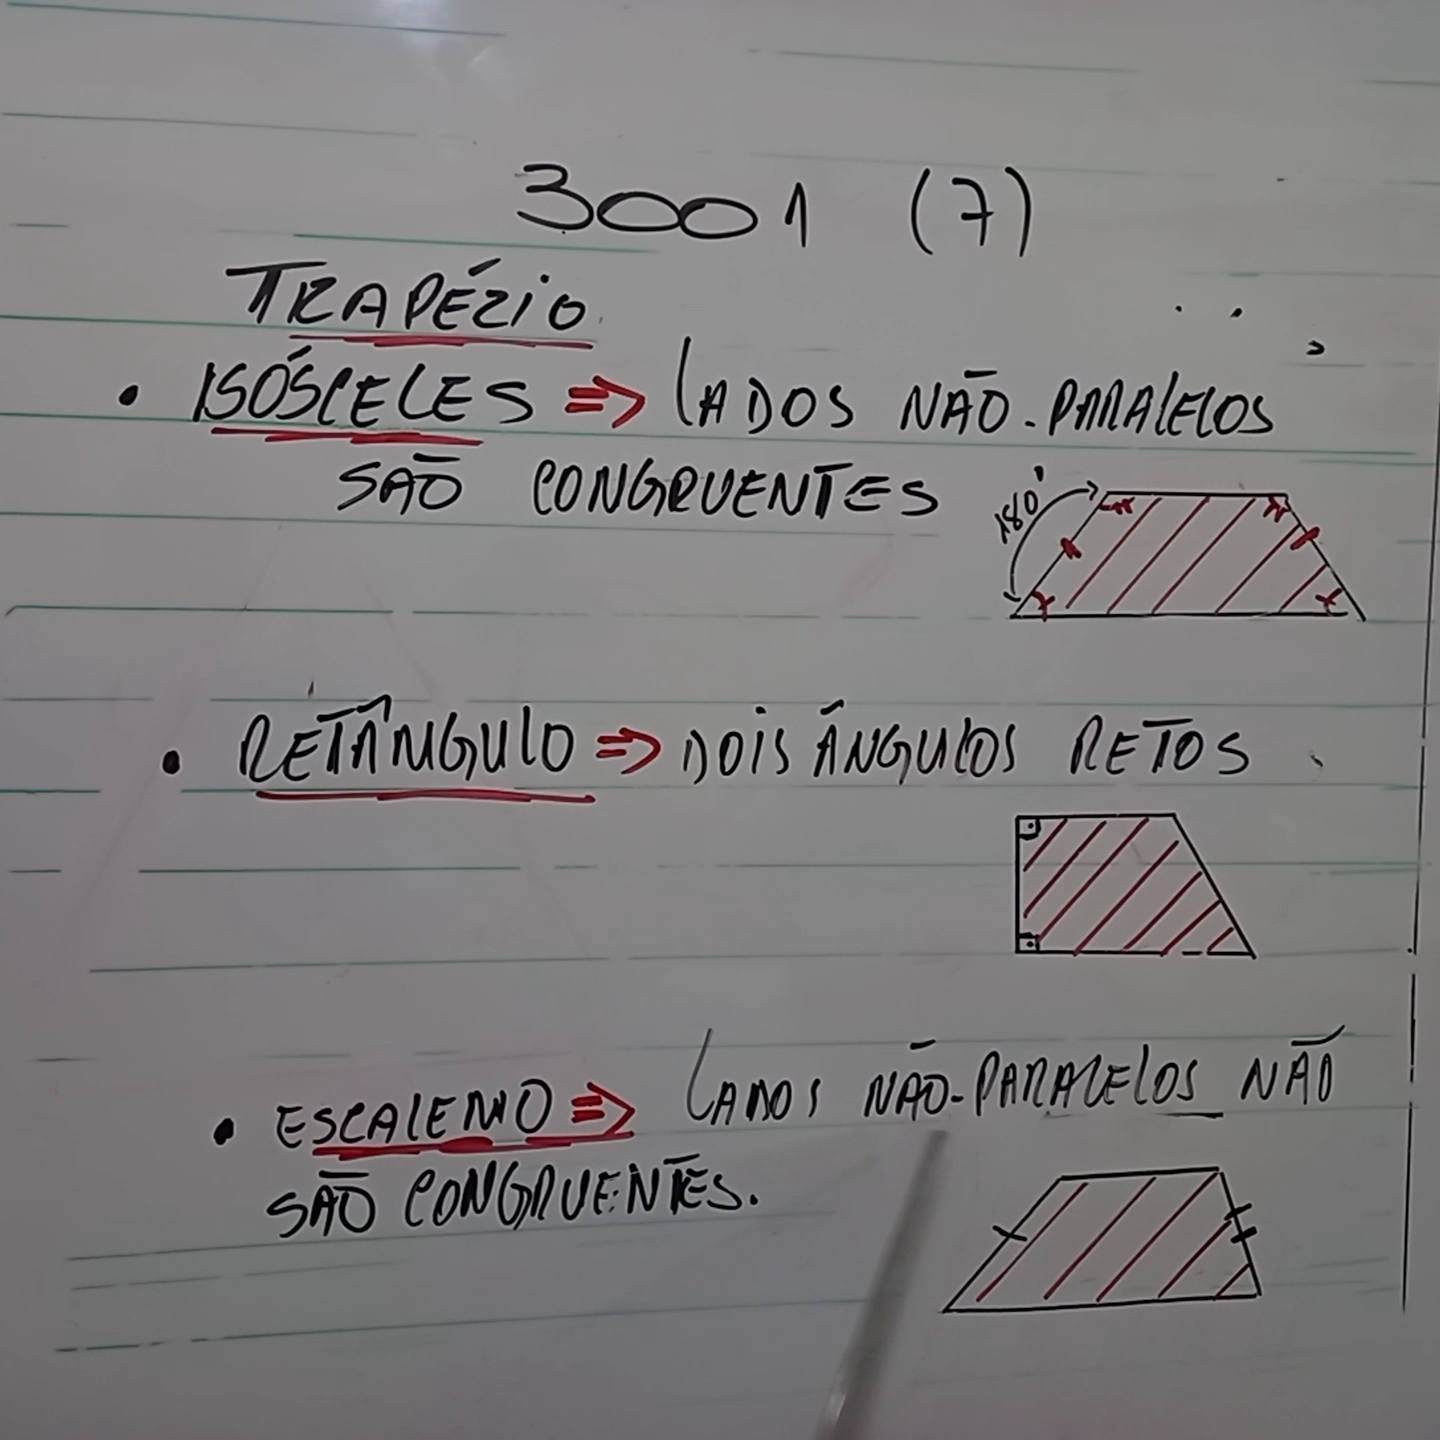 3001 (7)
TRAPÉZIO
• ISÓSCELES ⇒ LADOS NÃO-PARALELOS
SÃO CONGRUENTES
180°
• RETÂNGULO ⇒ DOIS ÂNGULOS RETOS
• ESCALENO ⇒ LADOS NÃO-PARALELOS NÃO
SÃO CONGRUENTES.